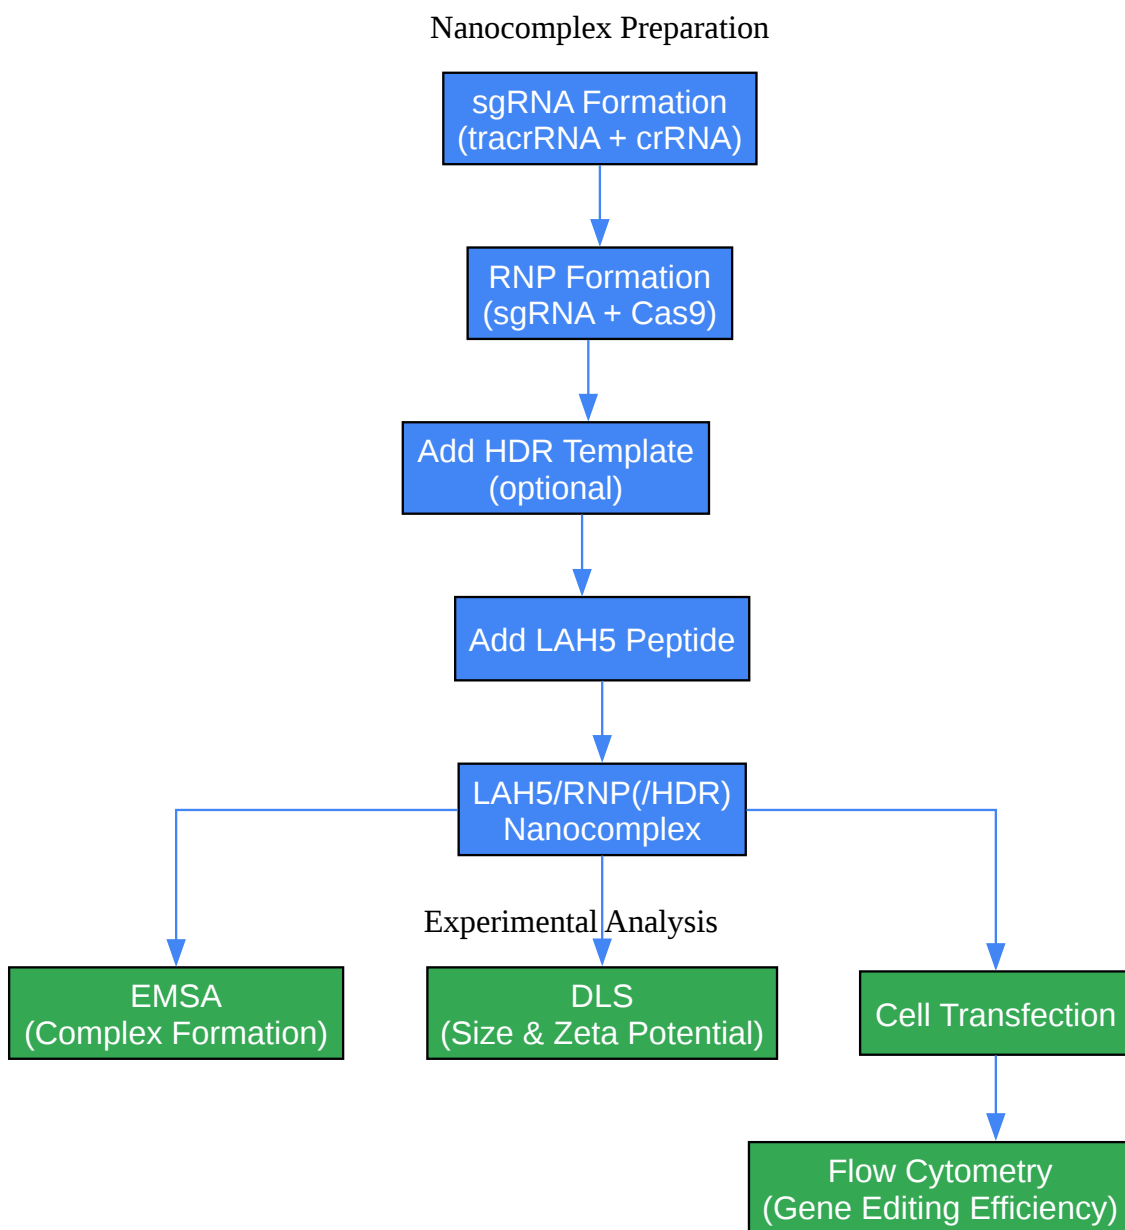 Nanocomplex Preparation
sgRNA Formation
(tracrRNA + crRNA)
RNP Formation
(sgRNA + Cas9)
Add HDR Template
(optional)
Add LAH5 Peptide
LAH5/RNP(/HDR)
Nanocomplex
Experimental Analysis
EMSA
(Complex Formation)
DLS
(Size & Zeta Potential)
Cell Transfection
Flow Cytometry
(Gene Editing Efficiency)